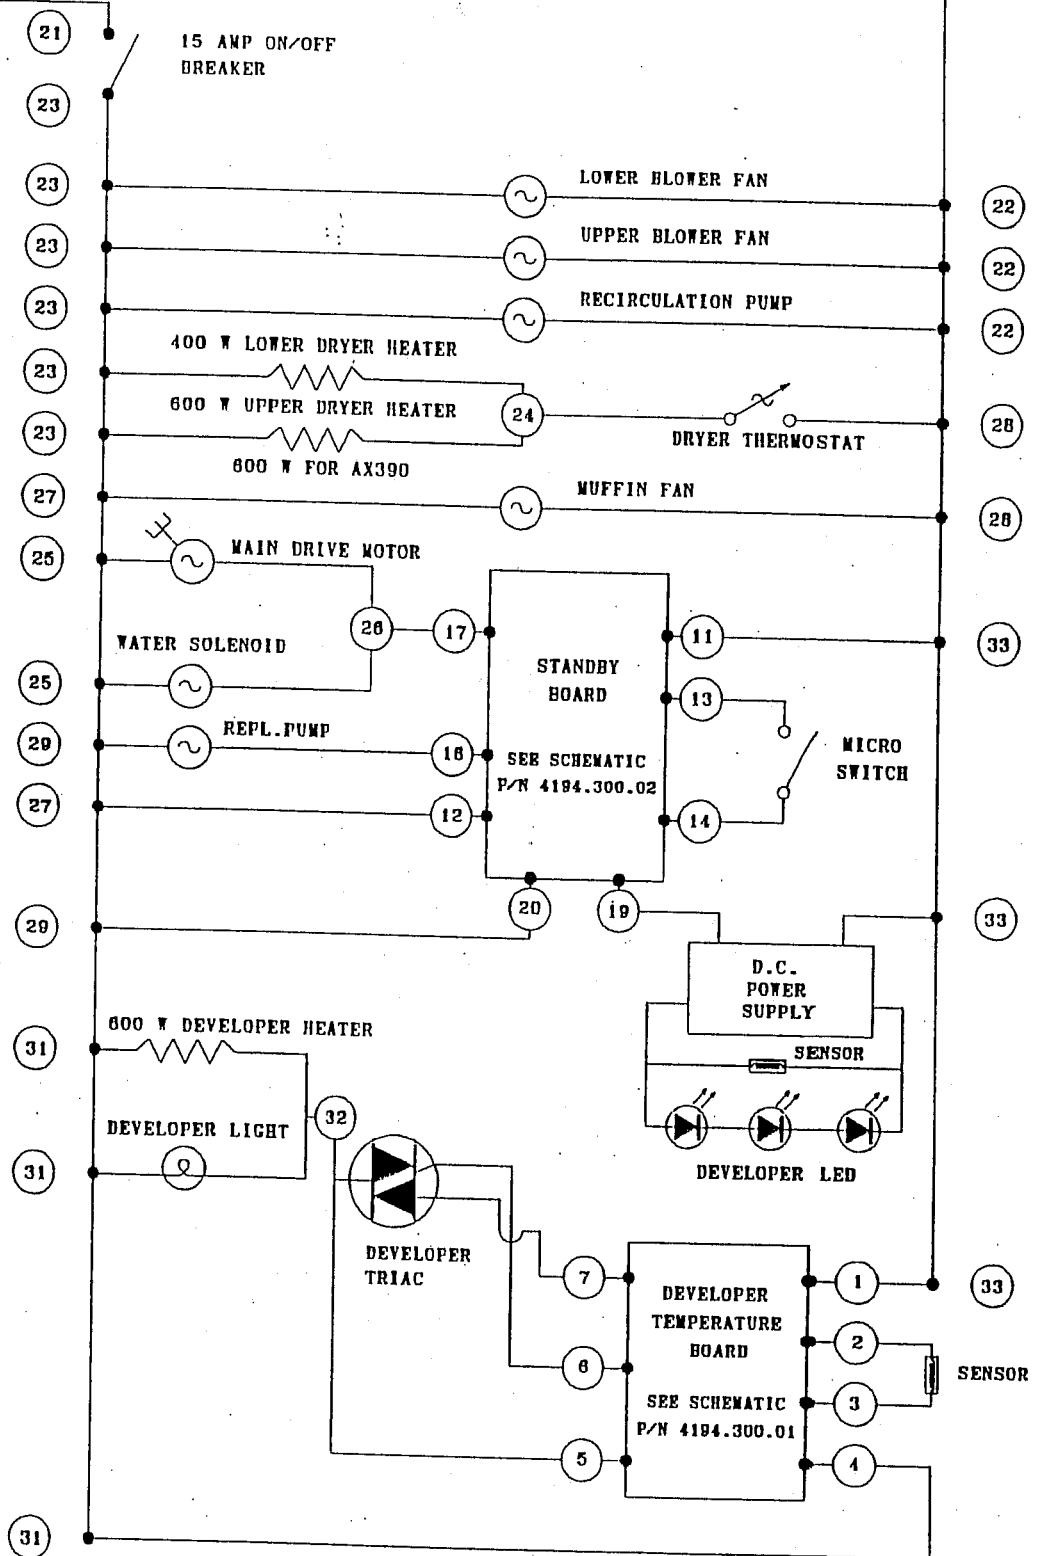 21
15 AMP ON/OFF
BREAKER
23
23
LOWER BLOWER FAN
22
23
UPPER BLOWER FAN
22
23
RECIRCULATION PUMP
22
400 W LOWER DRYER HEATER
23
600 W UPPER DRYER HEATER
24
23
DRYER THERMOSTAT
28
600 W FOR AX390
27
MUFFIN FAN
28
25
MAIN DRIVE MOTOR
26
17
11
33
WATER SOLENOID
STANDBY
BOARD
25
13
29
REPL.PUMP
16
SEE SCHEMATIC
P/N 4194.300.02
MICRO
SWITCH
27
12
14
20
19
29
33
D.C.
POWER
SUPPLY
600 W DEVELOPER HEATER
31
SENSOR
32
DEVELOPER LIGHT
31
DEVELOPER LED
DEVELOPER
TRIAC
7
DEVELOPER
TEMPERATURE
BOARD
1
33
2
6
SENSOR
SEE SCHEMATIC
P/N 4194.300.01
3
5
4
31